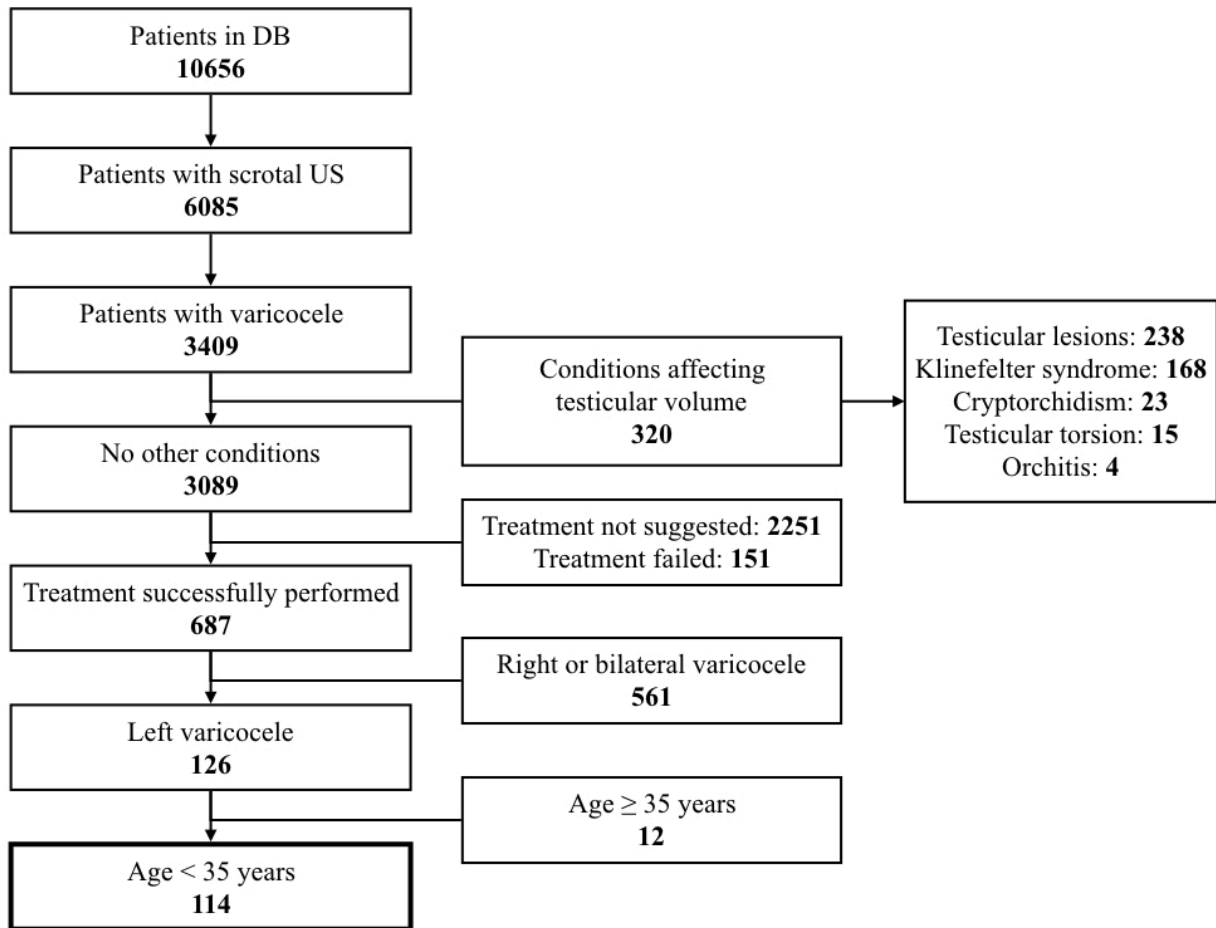 Patients in DB
10656
Patients with scrotal US
6085
Patients with varicocele
3409
Conditions affecting
testicular volume
320
Testicular lesions: 238
Klinefelter syndrome: 168
Cryptorchidism: 23
Testicular torsion: 15
Orchitis: 4
No other conditions
3089
Treatment not suggested: 2251
Treatment failed: 151
Treatment successfully performed
687
Right or bilateral varicocele
561
Left varicocele
126
Age ≥ 35 years
12
Age < 35 years
114